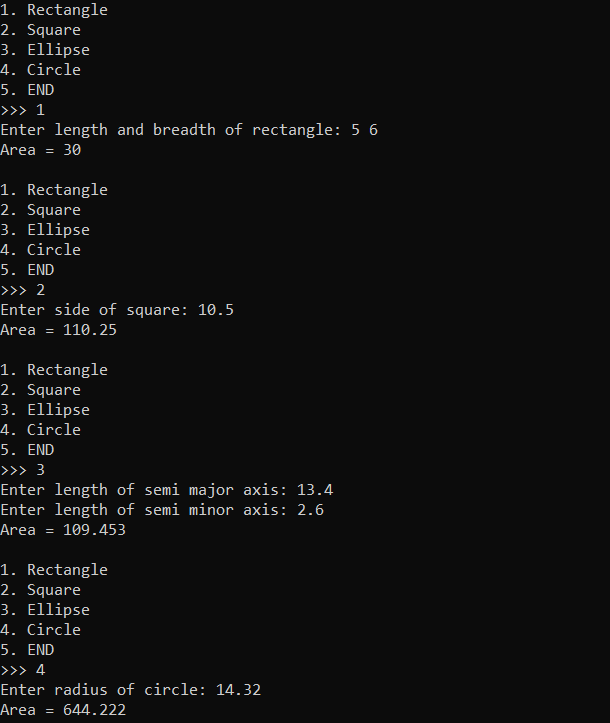 1. Rectangle
2. Square
3. Ellipse
4. Circle
5. END
>>> 1
Enter length and breadth of rectangle: 5 6
Area = 30

1. Rectangle
2. Square
3. Ellipse
4. Circle
5. END
>>> 2
Enter side of square: 10.5
Area = 110.25

1. Rectangle
2. Square
3. Ellipse
4. Circle
5. END
>>> 3
Enter length of semi major axis: 13.4
Enter length of semi minor axis: 2.6
Area = 109.453

1. Rectangle
2. Square
3. Ellipse
4. Circle
5. END
>>> 4
Enter radius of circle: 14.32
Area = 644.222